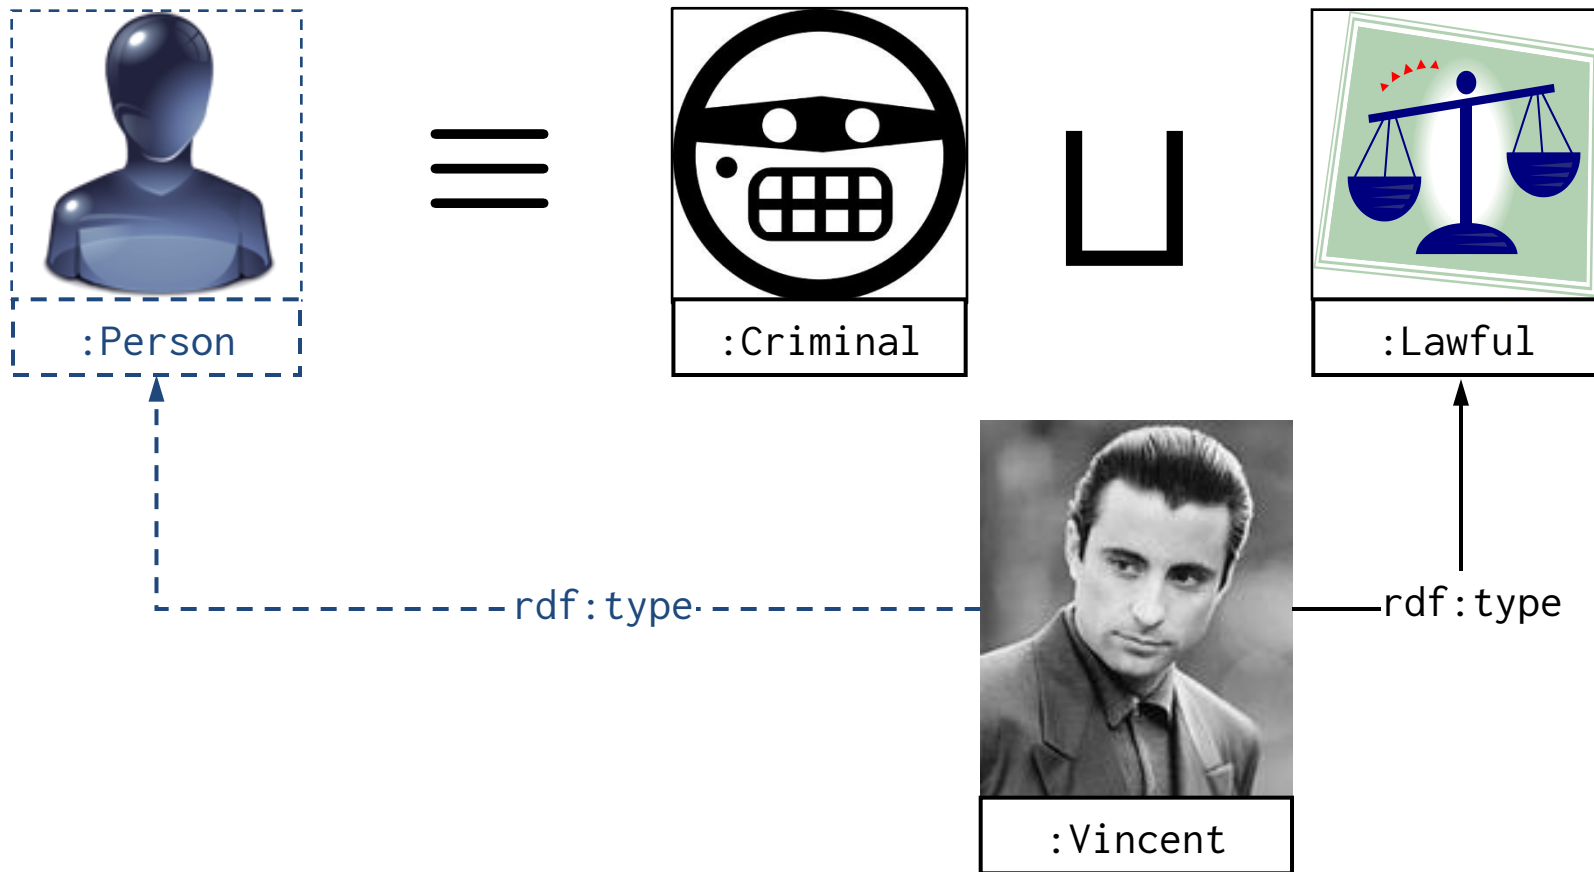 :Person
:Criminal
:Lawful
rdf:type
rdf:type
:Vincent